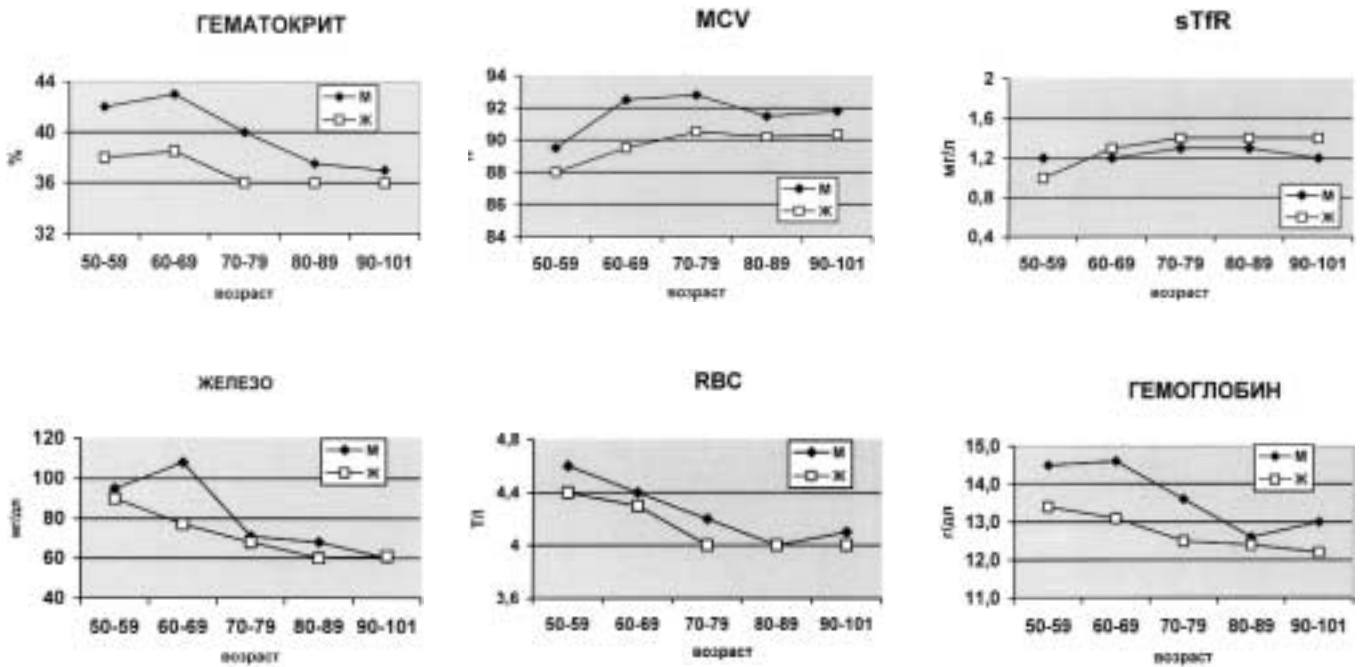 ГЕМАТОКРИТ
44
40
36
32
%
М
Ж
50-59 60-69 70-79 80-89 90-101
возраст
MCV
94
92
90
88
86
84
М
Ж
50-59 60-69 70-79 80-89 90-101
возраст
sTfR
2
1,6
1,2
0,8
0,4
мг/л
М
Ж
50-59 60-69 70-79 80-89 90-101
возраст
ЖЕЛЕЗО
120
100
80
60
40
М
Ж
50-59 60-69 70-79 80-89 90-101
возраст
RBC
4,8
4,4
4
3,6
Т/л
М
Ж
50-59 60-69 70-79 80-89 90-101
возраст
ГЕМОГЛОБИН
15,0
14,0
13,0
12,0
11,0
г/дл
М
Ж
50-59 60-69 70-79 80-89 90-101
возраст